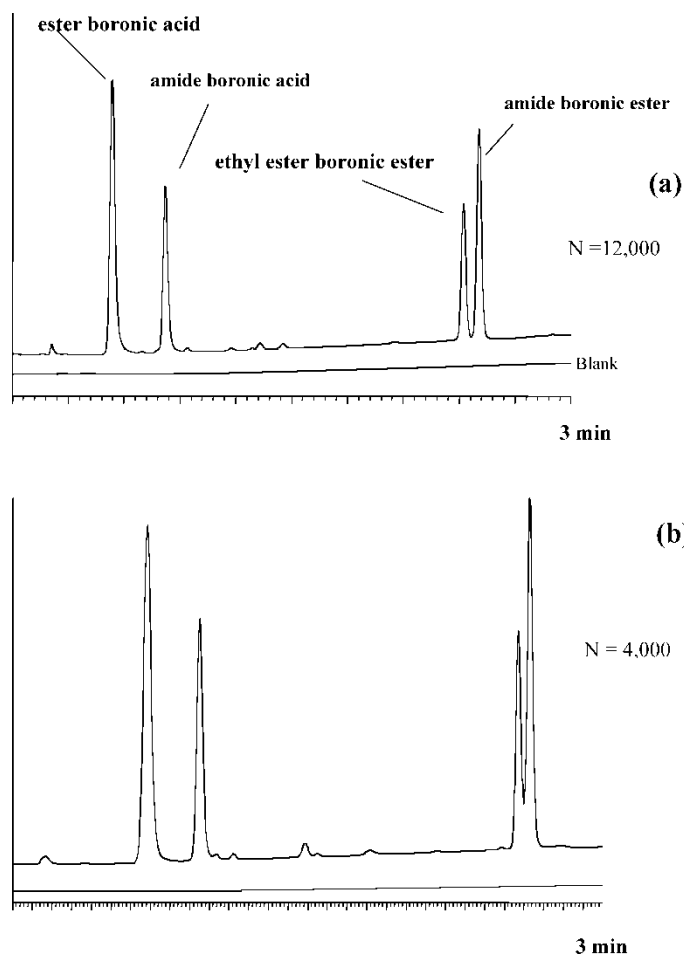 ester boronic acid
amide boronic acid
amide boronic ester
ethyl ester boronic ester
(a)
N =12,000
Blank
3 min
(b)
N = 4,000
3 min